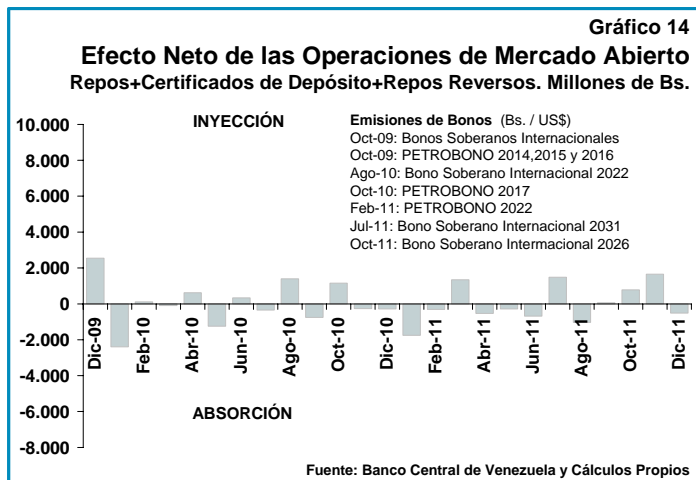 Gráfico 14
Efecto Neto de las Operaciones de Mercado Abierto
Repos+Certificados de Depósito+Repos Reversos. Millones de Bs.
10.000
8.000
6.000
4.000
2.000
0
-2.000
-4.000
-6.000
-8.000
INYECCIÓN
Emisiones de Bonos (Bs. / US$)
Oct-09: Bonos Soberanos Internacionales
Oct-09: PETROBONO 2014,2015 y 2016
Ago-10: Bono Soberano Internacional 2022
Oct-10: PETROBONO 2017
Feb-11: PETROBONO 2022
Jul-11: Bono Soberano Internacional 2031
Oct-11: Bono Soberano Internacional 2026
Dic-09
Feb-10
Abr-10
Jun-10
Ago-10
Oct-10
Dic-10
Feb-11
Abr-11
Jun-11
Ago-11
Oct-11
Dic-11
ABSORCIÓN
Fuente: Banco Central de Venezuela y Cálculos Propios